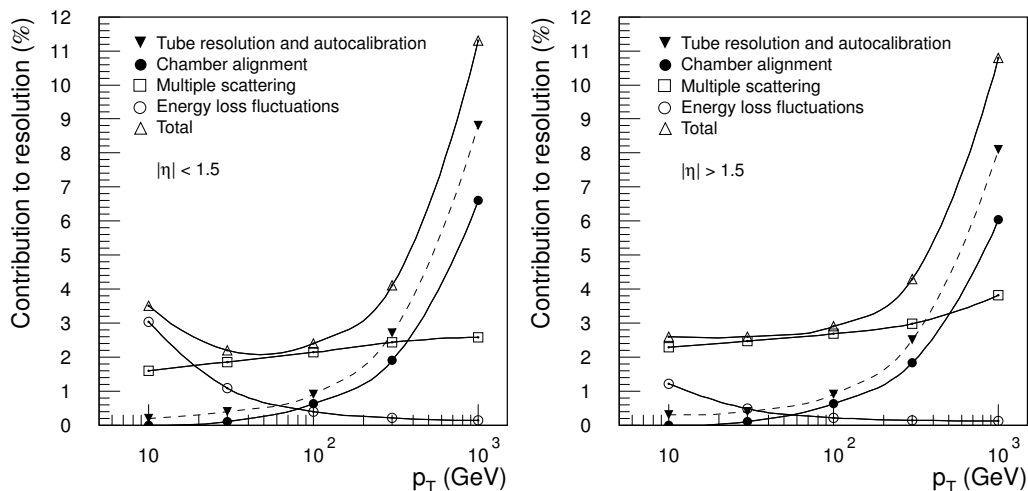 Contribution to resolution (%)
12
11
10
9
8
7
6
5
4
3
2
1
0
Tube resolution and autocalibration
Chamber alignment
Multiple scattering
Energy loss fluctuations
Total
|η| < 1.5
10
10²
10³
p_T (GeV)
Contribution to resolution (%)
12
11
10
9
8
7
6
5
4
3
2
1
0
Tube resolution and autocalibration
Chamber alignment
Multiple scattering
Energy loss fluctuations
Total
|η| > 1.5
10
10²
10³
p_T (GeV)